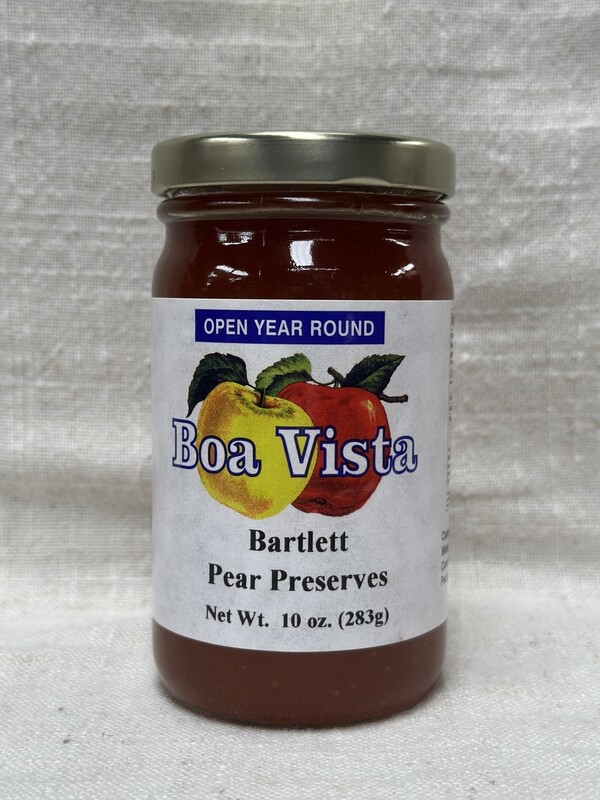 OPEN YEAR ROUND
Boa Vista
Bartlett
Pear Preserves
Net Wt. 10 oz. (283g)